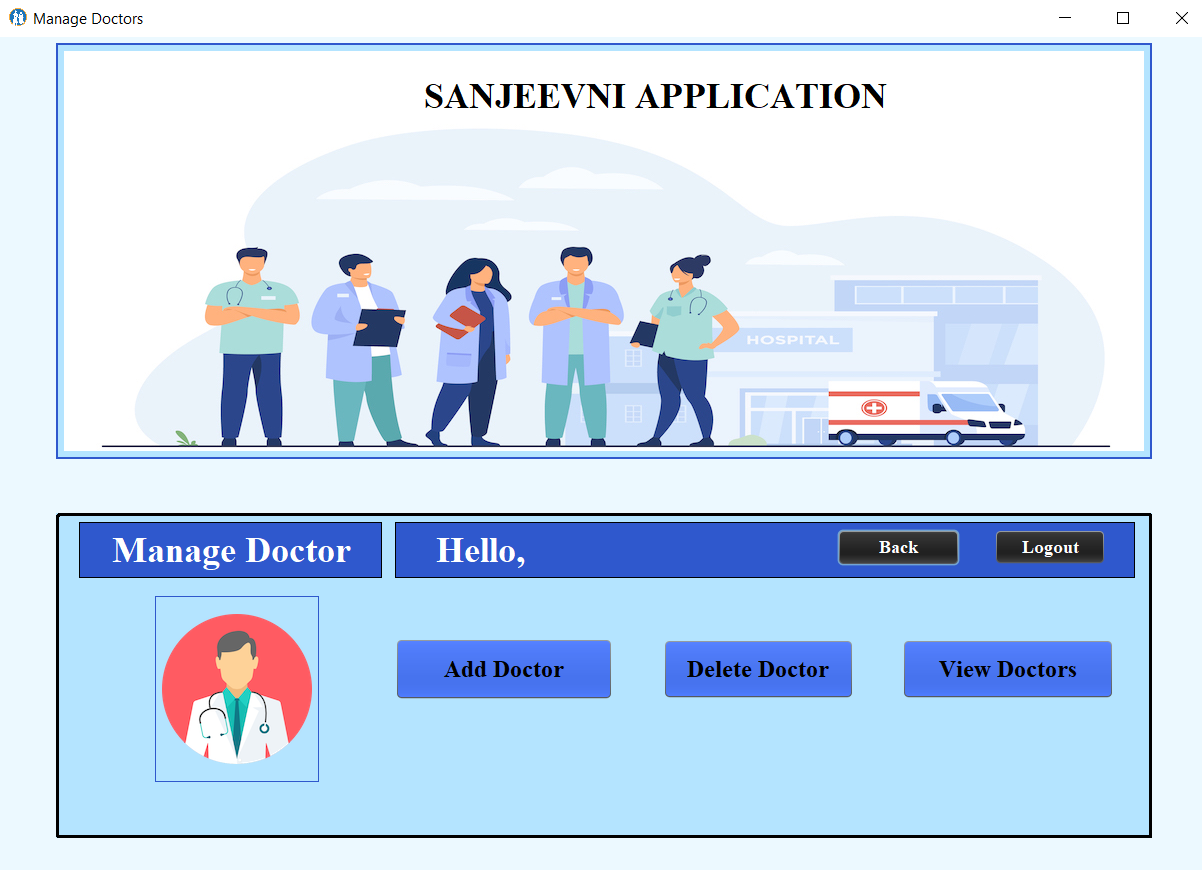 Manage Doctors
SANJEEVNI APPLICATION
HOSPITAL
Manage Doctor
Hello,
Back
Logout
Add Doctor
Delete Doctor
View Doctors